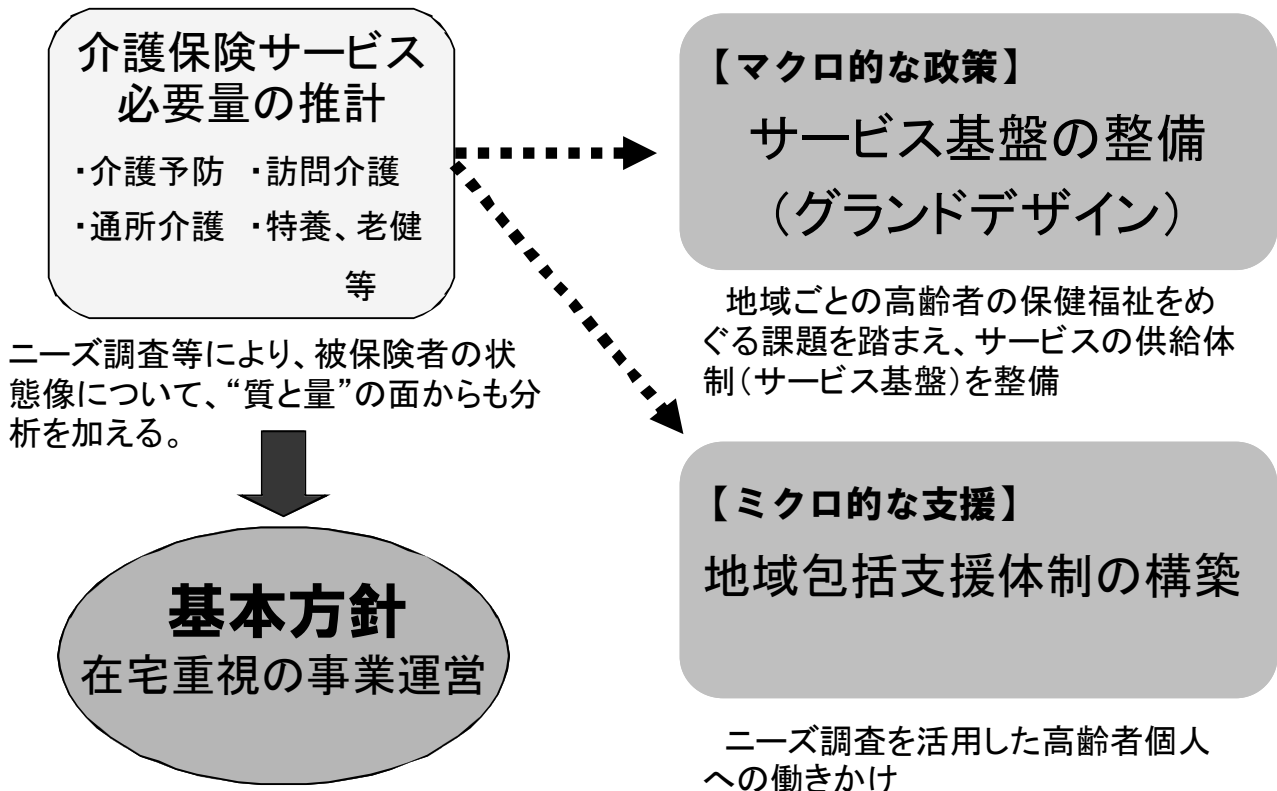 介護保険サービス
必要量の推計
・介護予防 ・訪問介護
・通所介護 ・特養、老健
等
ニーズ調査等により、被保険者の状
態像について、“質と量”の面からも分
析を加える。
基本方針
在宅重視の事業運営
【マクロ的な政策】
サービス基盤の整備
（グランドデザイン）
地域ごとの高齢者の保健福祉をめ
ぐる課題を踏まえ、サービスの供給体
制（サービス基盤）を整備
【ミクロ的な支援】
地域包括支援体制の構築
ニーズ調査を活用した高齢者個人
への働きかけ